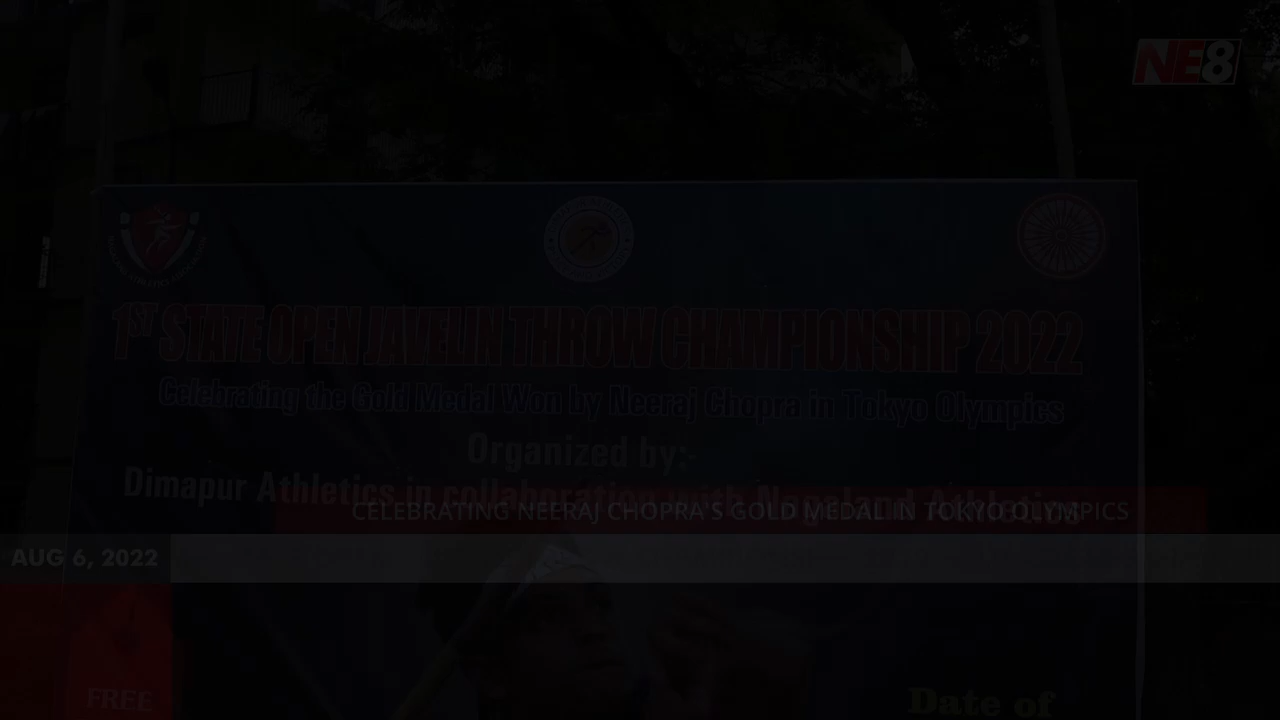 NE8
1ST STATE OPEN JAVELIN THROW CHAMPIONSHIP 2022
Celebrating the Gold Medal Won by Neeraj Chopra in Tokyo Olympics
Organized by:-
Dimapur Athletics in collaboration with Nagaland Athletics
CELEBRATING NEERAJ CHOPRA'S GOLD MEDAL IN TOKYO OLYMPICS
AUG 6, 2022
FREE
Date of